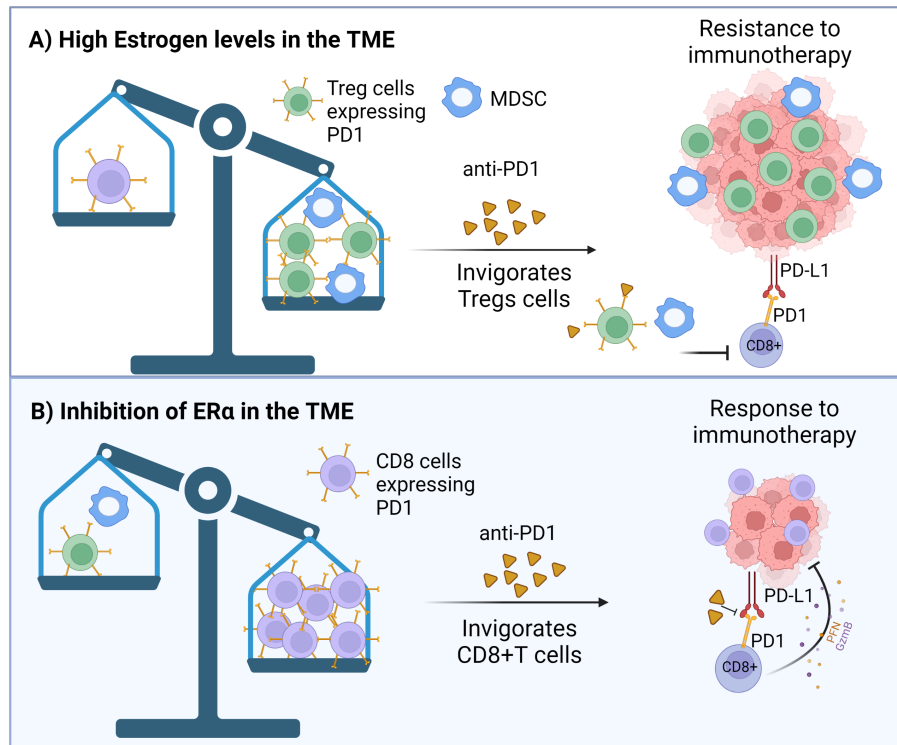 A) High Estrogen levels in the TME
Treg cells
expressing
PD1
MDSC
anti-PD1
Invigorates
Tregs cells
Resistance to
immunotherapy
PD-L1
PD1
CD8+
B) Inhibition of ERα in the TME
CD8 cells
expressing
PD1
anti-PD1
Invigorates
CD8+T cells
Response to
immunotherapy
PD-L1
PD1
CD8+
PFN
GzmB